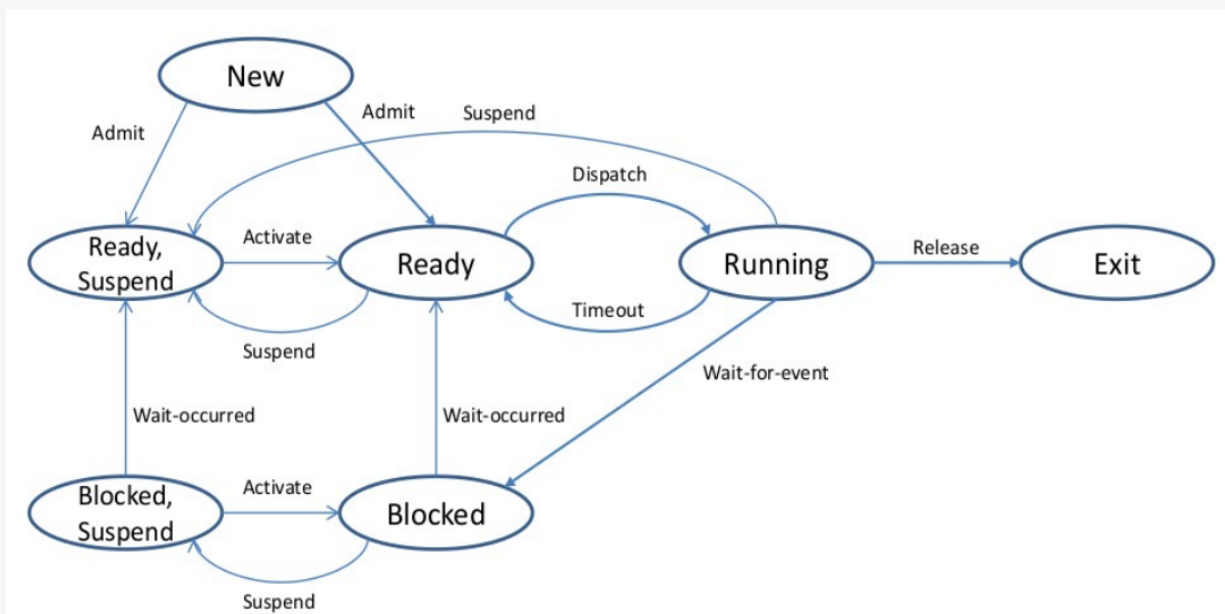 New
Admit
Admit
Suspend
Dispatch
Ready,
Suspend
Activate
Ready
Running
Release
Exit
Timeout
Suspend
Wait-for-event
Wait-occurred
Wait-occurred
Blocked,
Suspend
Activate
Blocked
Suspend